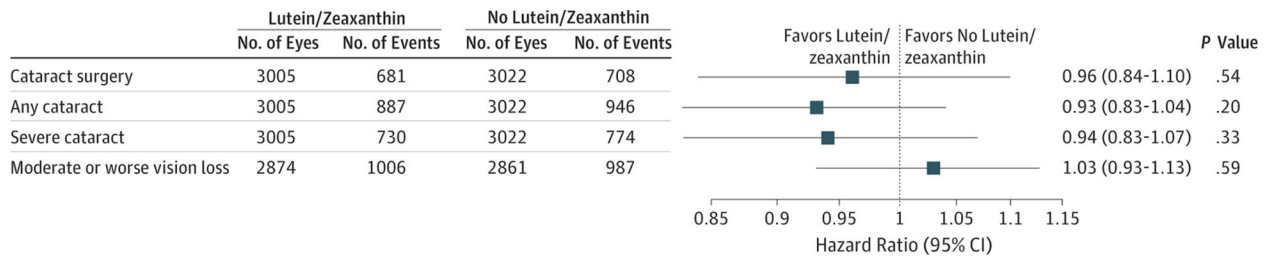 Lutein/Zeaxanthin No Lutein/Zeaxanthin
No. of Eyes No. of Events No. of Eyes No. of Events
Favors Lutein/ zeaxanthin Favors No Lutein/ zeaxanthin P Value
Cataract surgery 3005 681 3022 708 0.96 (0.84-1.10) .54
Any cataract 3005 887 3022 946 0.93 (0.83-1.04) .20
Severe cataract 3005 730 3022 774 0.94 (0.83-1.07) .33
Moderate or worse vision loss 2874 1006 2861 987 1.03 (0.93-1.13) .59
0.85 0.9 0.95 1 1.05 1.1 1.15
Hazard Ratio (95% CI)